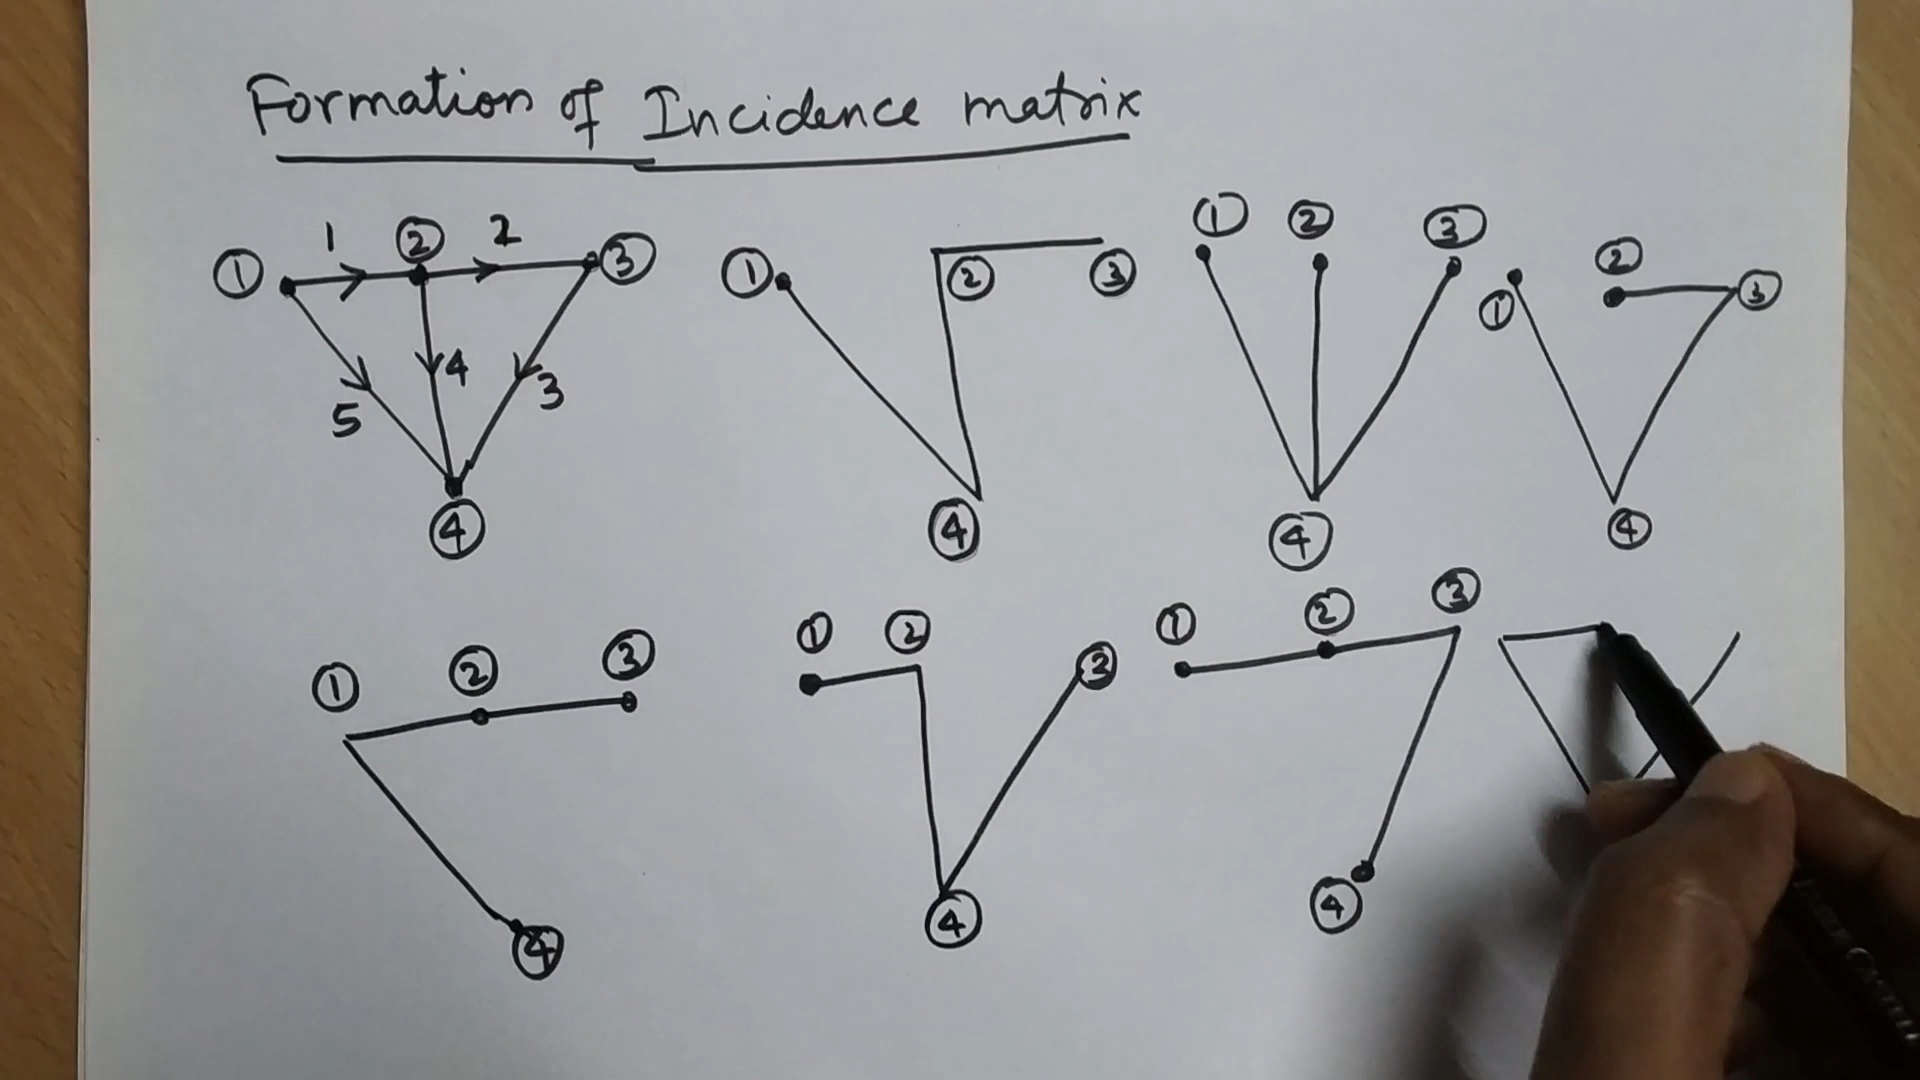 Formation of Incidence matrix
1 2
① ② ③
4
5 3
④
① ② ③
④
① ② ③
④
① ② ③
④
① ② ③
④
① ② ③
④
① ② ③
④